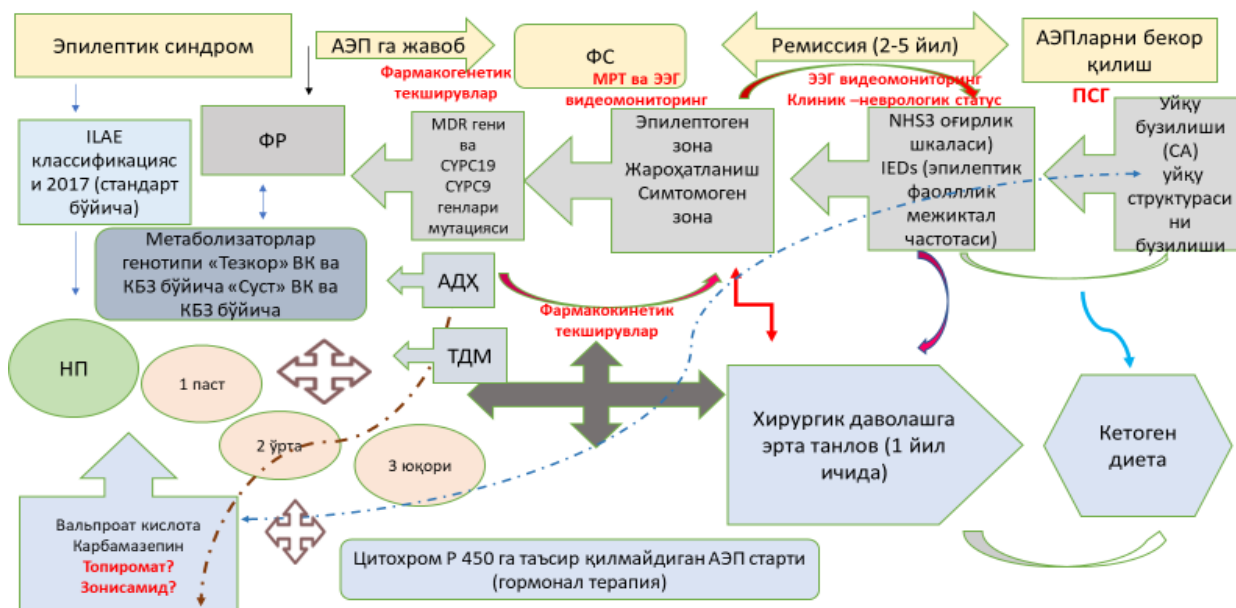 Эпилептик синдром
АЭП га жавоб
ФС
Ремиссия (2-5 йил)
АЭПларни бекор
қилиш
Фармакогенетик
текширувлар
МРТ ва ЭЭГ
видеомониторинг
ЭЭГ видеомониторинг
Клиник –неврологик статус
ПСГ
ILAE
классификацияс
и 2017 (стандарт
бўйича)
ФР
MDR гени
ва
CYPC19
CYPC9
генлари
мутацияси
Эпилептоген
зона
Жароҳатланиш
Симтомоген
зона
NHS3 оғирлик
шкаласи)
IEDs (эпилептик
фаолллик
межиктал
частотаси)
Уйқу
бузилиши
(СА)
уйқу
структураси
ни
бузилиши
Метаболизаторлар
генотипи «Тезкор» ВК ва
КБЗ бўйича «Суст» ВК ва
КБЗ бўйича
АДҲ
Фармакокинетик
текширувлар
ТДМ
НП
1 паст
2 ўрта
3 юқори
Хирургик даволашга
эрта танлов (1 йил
ичида)
Кетоген
диета
Вальпроат кислота
Карбамазепин
Топиромат?
Зонисамид?
Цитохром Р 450 га таъсир қилмайдиган АЭП старти
(гормонал терапия)